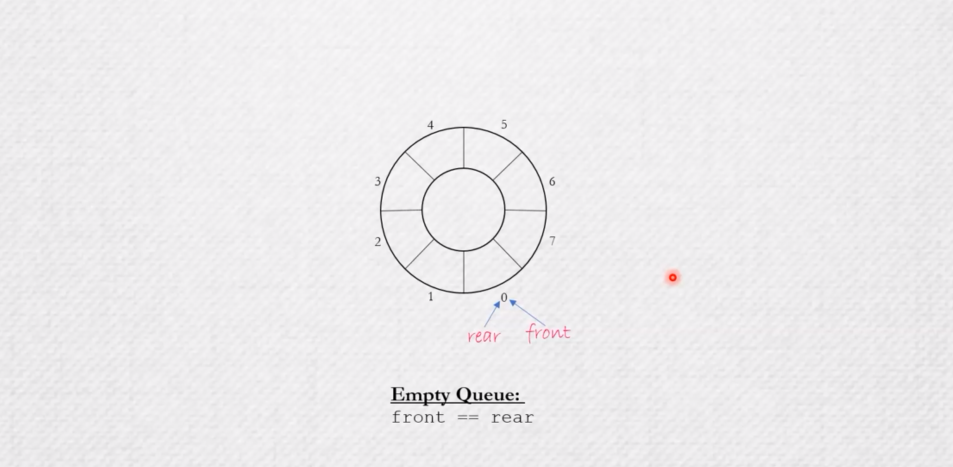 4 5
3 6
2 7
1 0
rear front
Empty Queue:
front == rear